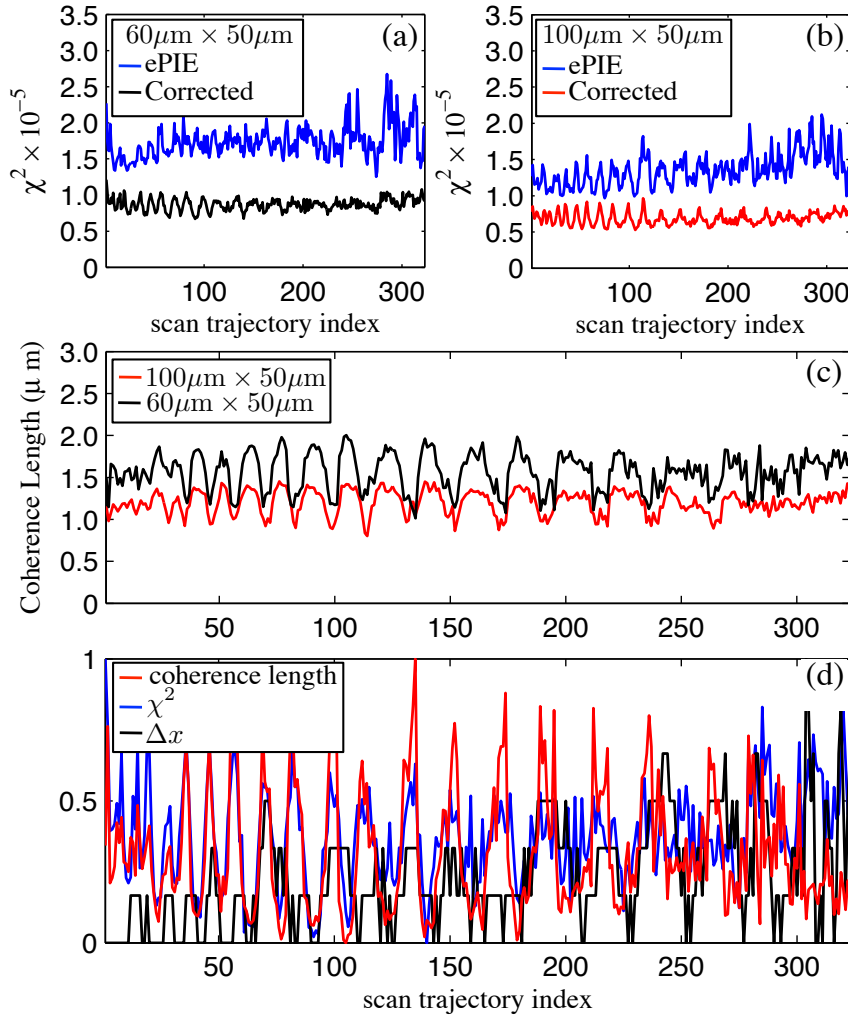 3.5
3.0
2.5
2.0
1.5
1.0
0.5
0
χ² × 10⁻⁵
60μm × 50μm
ePIE
Corrected
(a)
100 200 300
scan trajectory index
3.5
3.0
2.5
2.0
1.5
1.0
0.5
0
χ² × 10⁻⁵
100μm × 50μm
ePIE
Corrected
(b)
100 200 300
scan trajectory index
3.0
2.5
2.0
1.5
1.0
0.5
0
Coherence Length (μ m)
100μm × 50μm
60μm × 50μm
(c)
50 100 150 200 250 300
1
0.5
0
coherence length
χ²
Δx
(d)
50 100 150 200 250 300
scan trajectory index